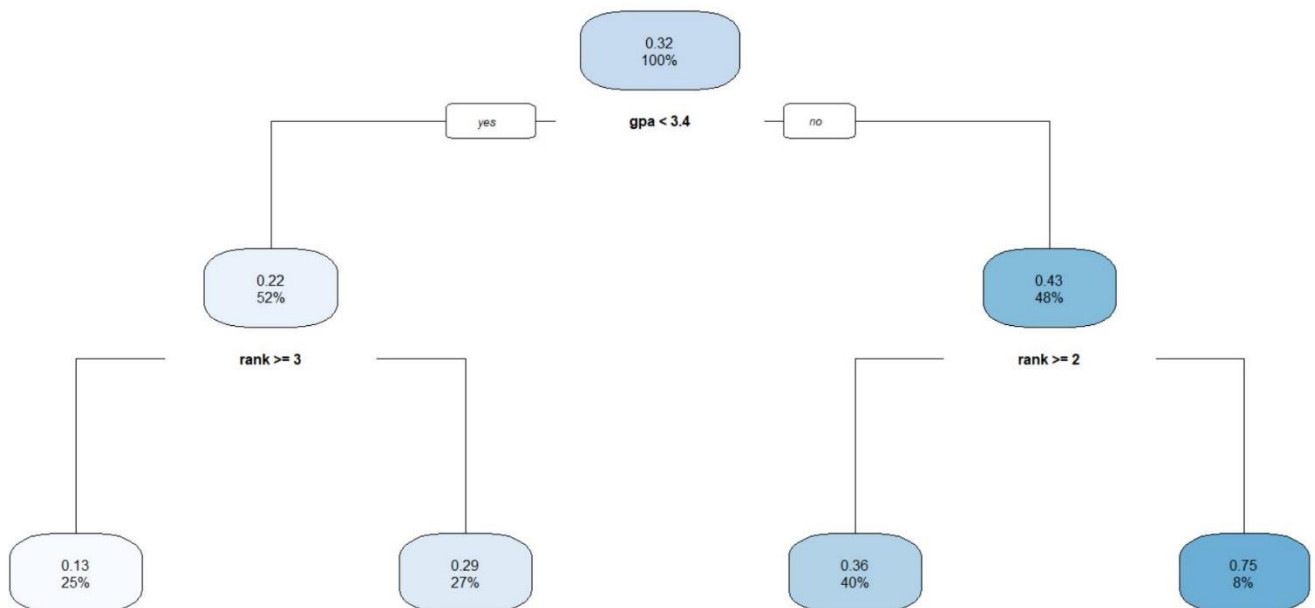 0.32
100%
yes
gpa < 3.4
no
0.22
52%
0.43
48%
rank >= 3
rank >= 2
0.13
25%
0.29
27%
0.36
40%
0.75
8%